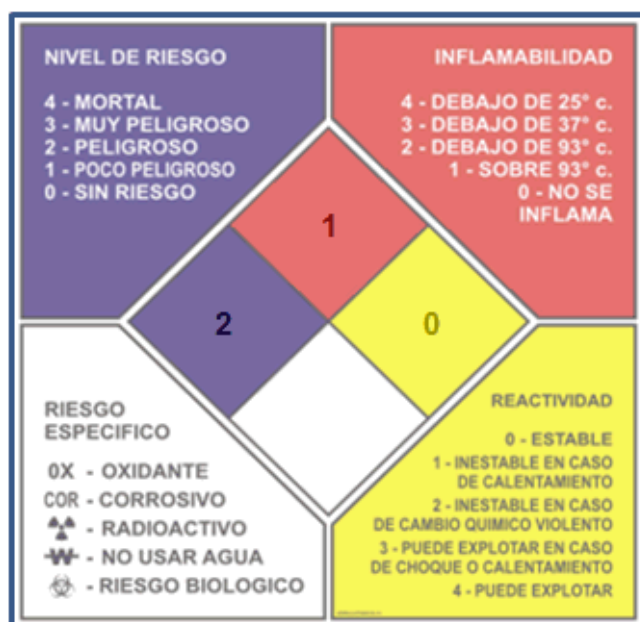 NIVEL DE RIESGO
4 - MORTAL
3 - MUY PELIGROSO
2 - PELIGROSO
1 - POCO PELIGROSO
0 - SIN RIESGO
INFLAMABILIDAD
4 - DEBAJO DE 25° c.
3 - DEBAJO DE 37° c.
2 - DEBAJO DE 93° c.
1 - SOBRE 93° c.
0 - NO SE
INFLAMA
1
2
0
RIESGO
ESPECIFICO
0X - OXIDANTE
COR - CORROSIVO
- RADIOACTIVO
W - NO USAR AGUA
- RIESGO BIOLOGICO
REACTIVIDAD
0 - ESTABLE
1 - INESTABLE EN CASO
DE CALENTAMIENTO
2 - INESTABLE EN CASO
DE CAMBIO QUIMICO VIOLENTO
3 - PUEDE EXPLOTAR EN CASO
DE CHOQUE O CALENTAMIENTO
4 - PUEDE EXPLOTAR